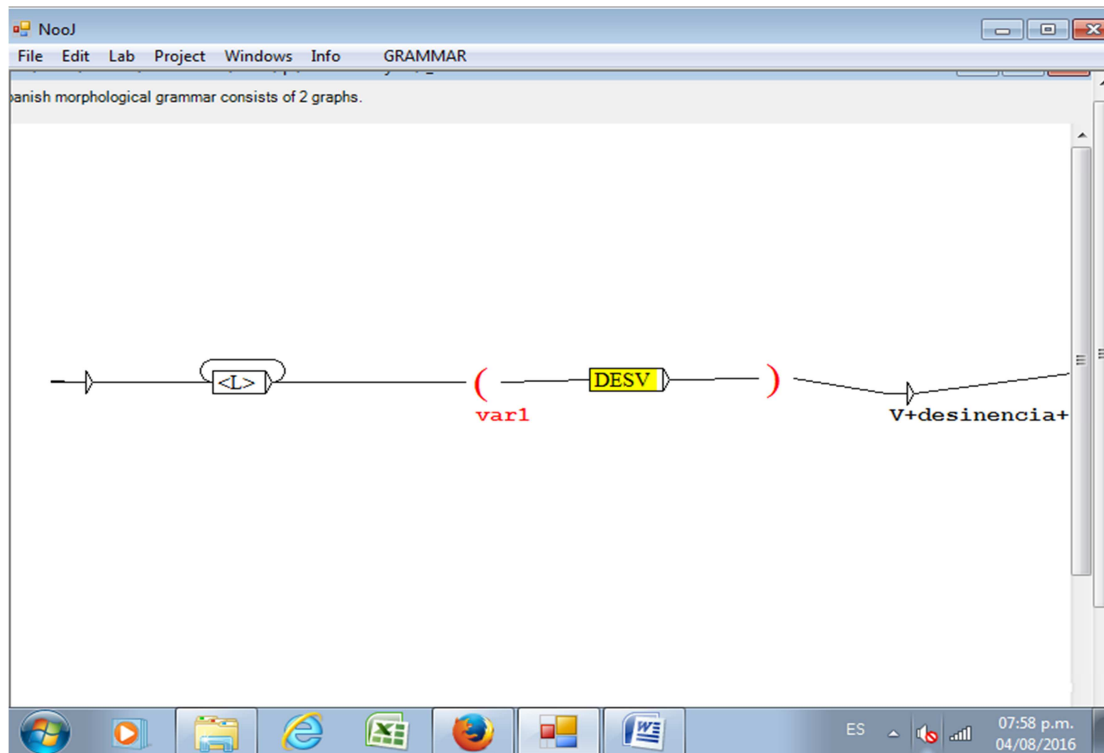 NooJ
File Edit Lab Project Windows Info GRAMMAR
panish morphological grammar consists of 2 graphs.
<L>
( DESV )
var1
V+desinencia+
ES
07:58 p.m.
04/08/2016